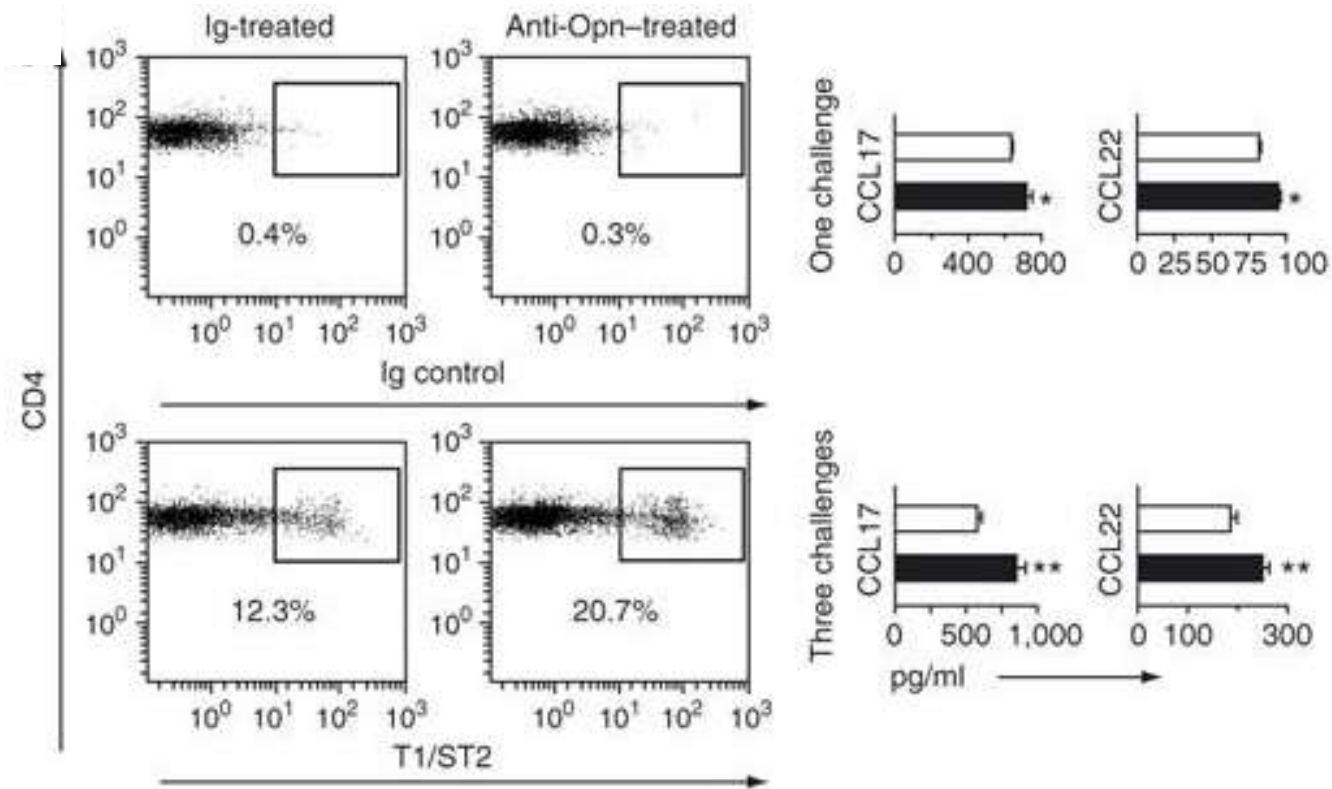 Ig-treated
Anti-Opn–treated
10³
10²
10¹
10⁰
0.4%
10⁰ 10¹ 10² 10³
10³
10²
10¹
10⁰
0.3%
10⁰ 10¹ 10² 10³
Ig control
CD4
10³
10²
10¹
10⁰
12.3%
10⁰ 10¹ 10² 10³
10³
10²
10¹
10⁰
20.7%
10⁰ 10¹ 10² 10³
T1/ST2
One challenge
CCL17
*
0 400 800
CCL22
*
0 25 50 75 100
Three challenges
CCL17
**
0 500 1,000
CCL22
**
0 100 300
pg/ml